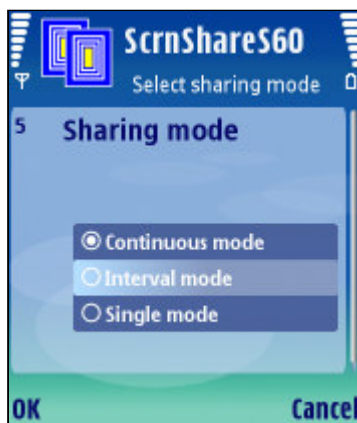 ScrnShareS60
Select sharing mode
5 Sharing mode
Continuous mode
Interval mode
Single mode
OK Cancel